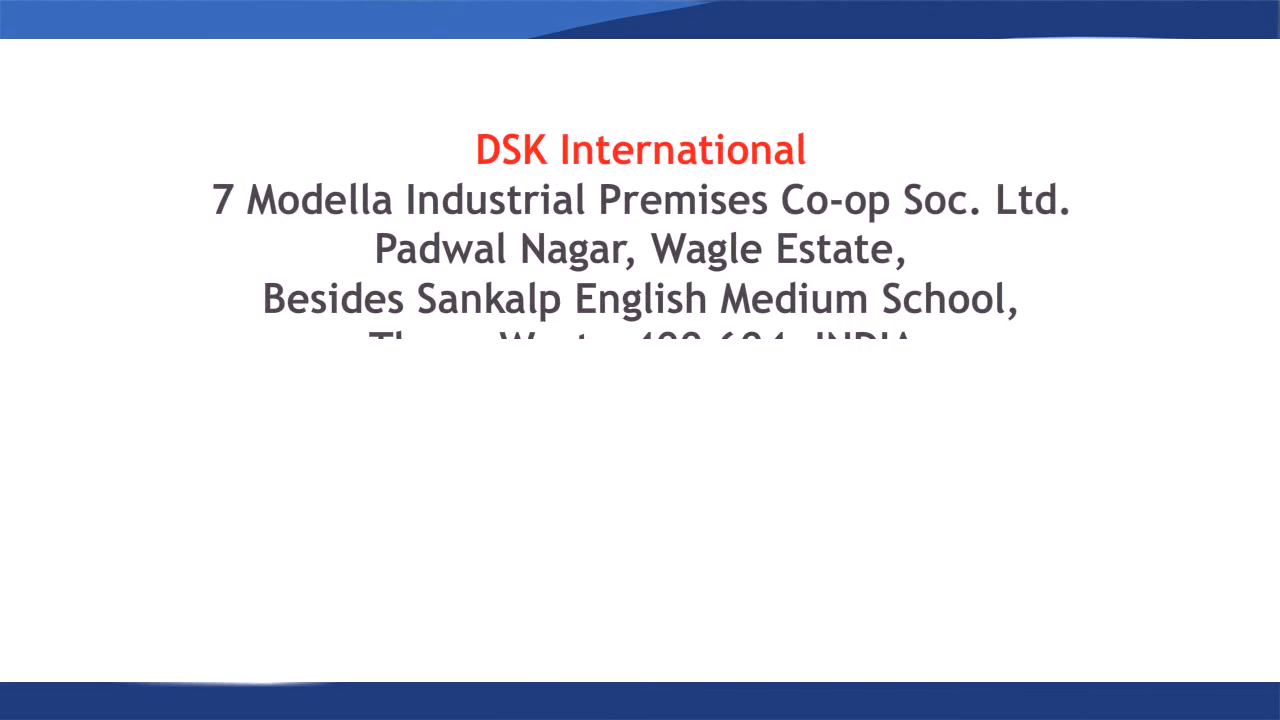 DSK International
7 Modella Industrial Premises Co-op Soc. Ltd.
Padwal Nagar, Wagle Estate,
Besides Sankalp English Medium School,
INDIA